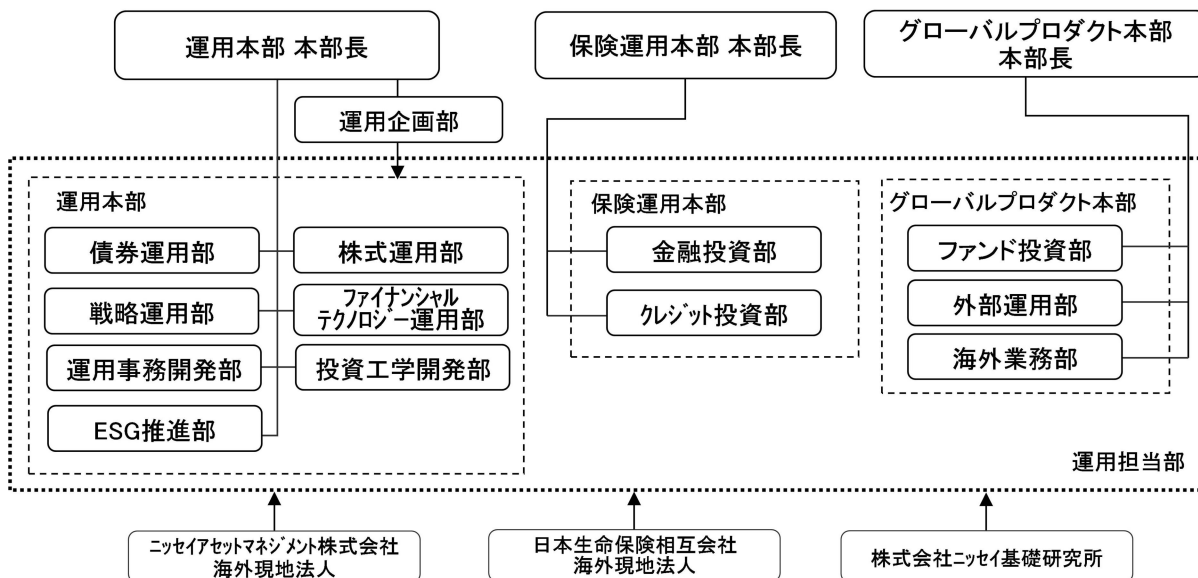 運用本部 本部長
保険運用本部 本部長
グローバルプロダクト本部
本部長
運用企画部
運用本部
債券運用部
株式運用部
戦略運用部
ファイナンシャル
テクノロジー運用部
運用事務開発部
投資工学開発部
ESG推進部
保険運用本部
金融投資部
クレジット投資部
グローバルプロダクト本部
ファンド投資部
外部運用部
海外業務部
運用担当部
ニッセイアセットマネジメント株式会社
海外現地法人
日本生命保険相互会社
海外現地法人
株式会社ニッセイ基礎研究所